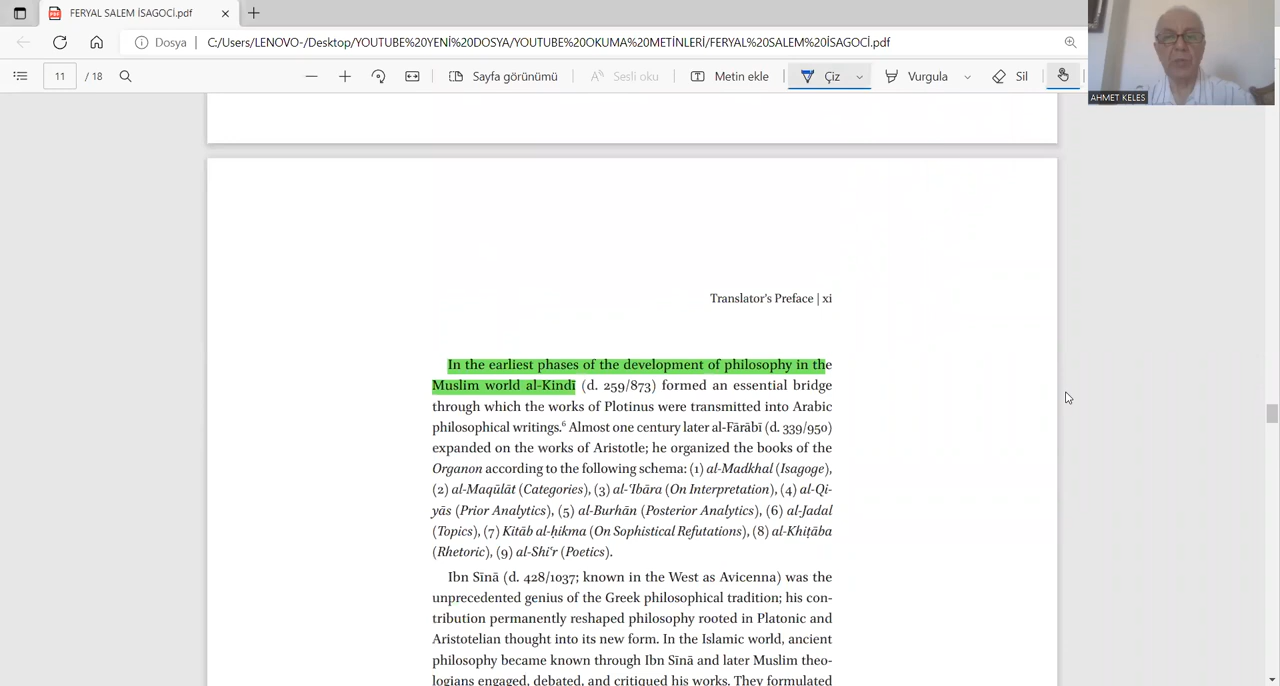 FERYAL SALEM İSAGOCİ.pdf
Dosya
C:/Users/LENOVO-/Desktop/YOUTUBE%20YENİ%20DOSYA/YOUTUBE%20OKUMA%20METİNLERİ/FERYAL%20SALEM%20İSAGOCİ.pdf
11 / 18
Sayfa görünümü
Sesli oku
Metin ekle
Çiz
Vurgula
Sil
AHMET KELES
Translator's Preface | xi
In the earliest phases of the development of philosophy in the
Muslim world al-Kindī (d. 259/873) formed an essential bridge
through which the works of Plotinus were transmitted into Arabic
philosophical writings.⁶ Almost one century later al-Fārābī (d. 339/950)
expanded on the works of Aristotle; he organized the books of the
Organon according to the following schema: (1) al-Madkhal (Isagoge),
(2) al-Maqūlāt (Categories), (3) al-ʿIbāra (On Interpretation), (4) al-Qi-
yās (Prior Analytics), (5) al-Burhān (Posterior Analytics), (6) al-Jadal
(Topics), (7) Kitāb al-ḥikma (On Sophistical Refutations), (8) al-Khiṭāba
(Rhetoric), (9) al-Shiʿr (Poetics).
Ibn Sīnā (d. 428/1037; known in the West as Avicenna) was the
unprecedented genius of the Greek philosophical tradition; his con-
tribution permanently reshaped philosophy rooted in Platonic and
Aristotelian thought into its new form. In the Islamic world, ancient
philosophy became known through Ibn Sīnā and later Muslim theo-
logians engaged, debated, and critiqued his works. They formulated